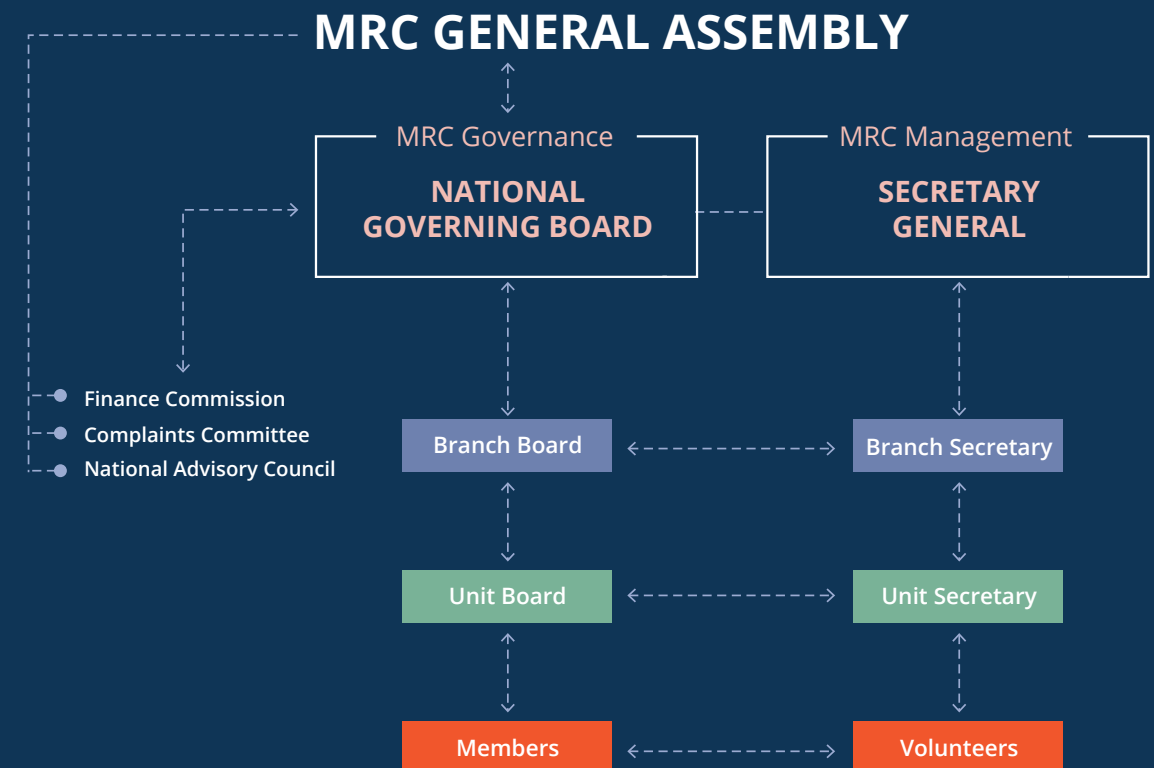 MRC GENERAL ASSEMBLY
MRC Governance
NATIONAL
GOVERNING BOARD
MRC Management
SECRETARY
GENERAL
Finance Commission
Complaints Committee
National Advisory Council
Branch Board
Branch Secretary
Unit Board
Unit Secretary
Members
Volunteers